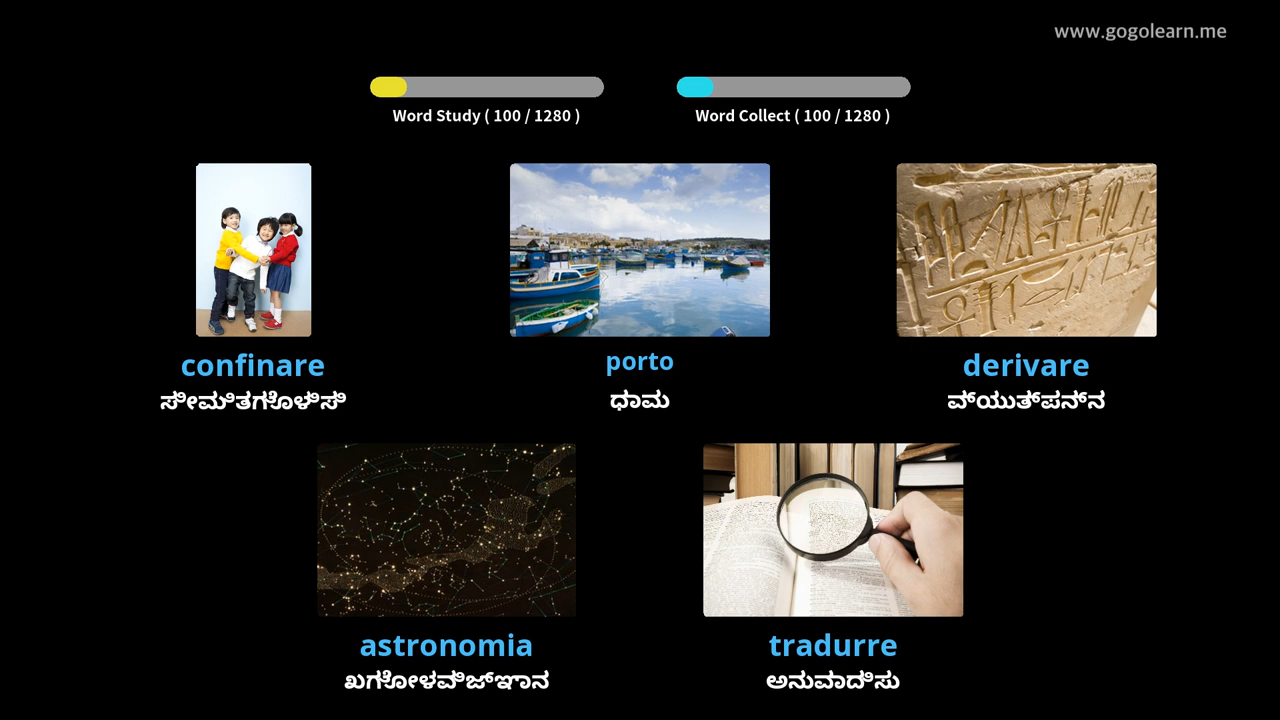 www.gogolearn.me
Word Study ( 100 / 1280 )
Word Collect ( 100 / 1280 )
confinare
ಸೀಮಿತಗೊಳಿಸಿ
porto
ಧಾಮ
derivare
ವ್ಯುತ್ಪನ್ನ
astronomia
ಖಗೋಳವಿಜ್ಞಾನ
tradurre
ಅನುವಾದಿಸು